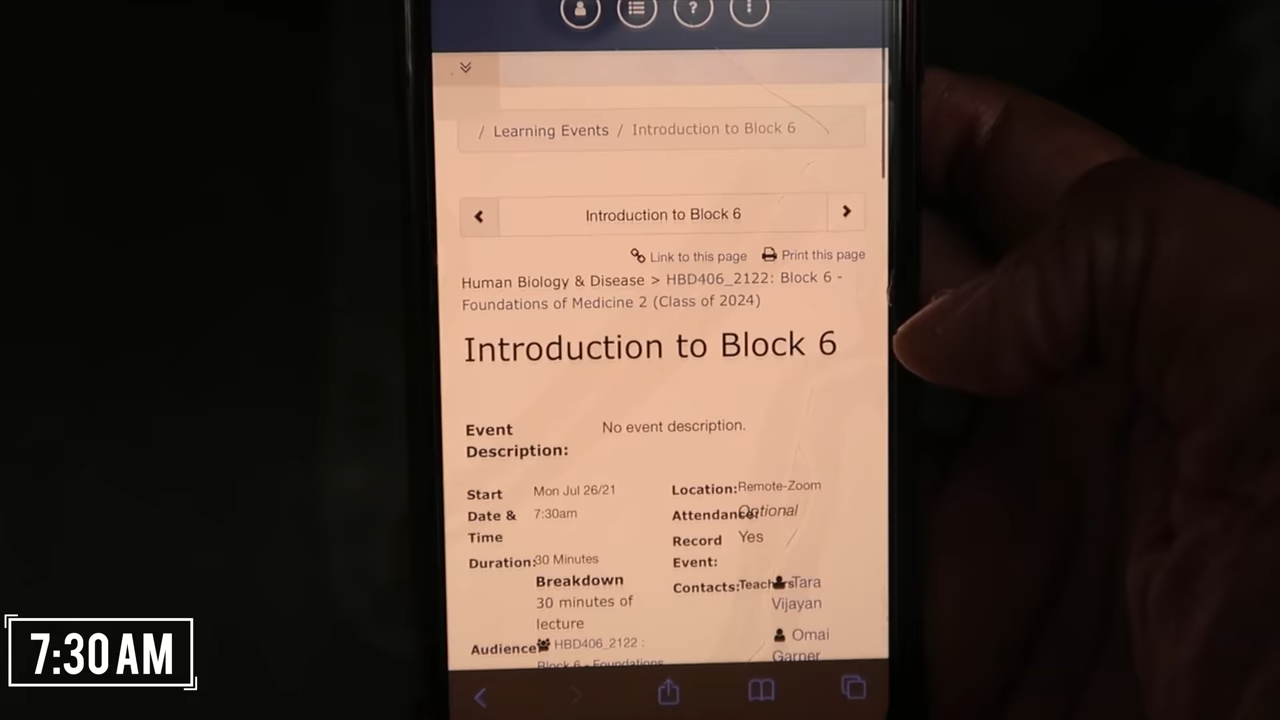 / Learning Events / Introduction to Block 6
Introduction to Block 6
Link to this page Print this page
Human Biology & Disease > HBD406_2122: Block 6 -
Foundations of Medicine 2 (Class of 2024)
Introduction to Block 6
Event Description:
No event description.
Start Date & Time
Mon Jul 26/21
7:30am
Location: Remote-Zoom
Attendance: Optional
Record Event: Yes
Duration: 30 Minutes
Breakdown
30 minutes of
lecture
Contacts: Teachers
Tara
Vijayan
Omai
Garner
Audience HBD406_2122 :
Block 6 - Foundations
7:30 AM